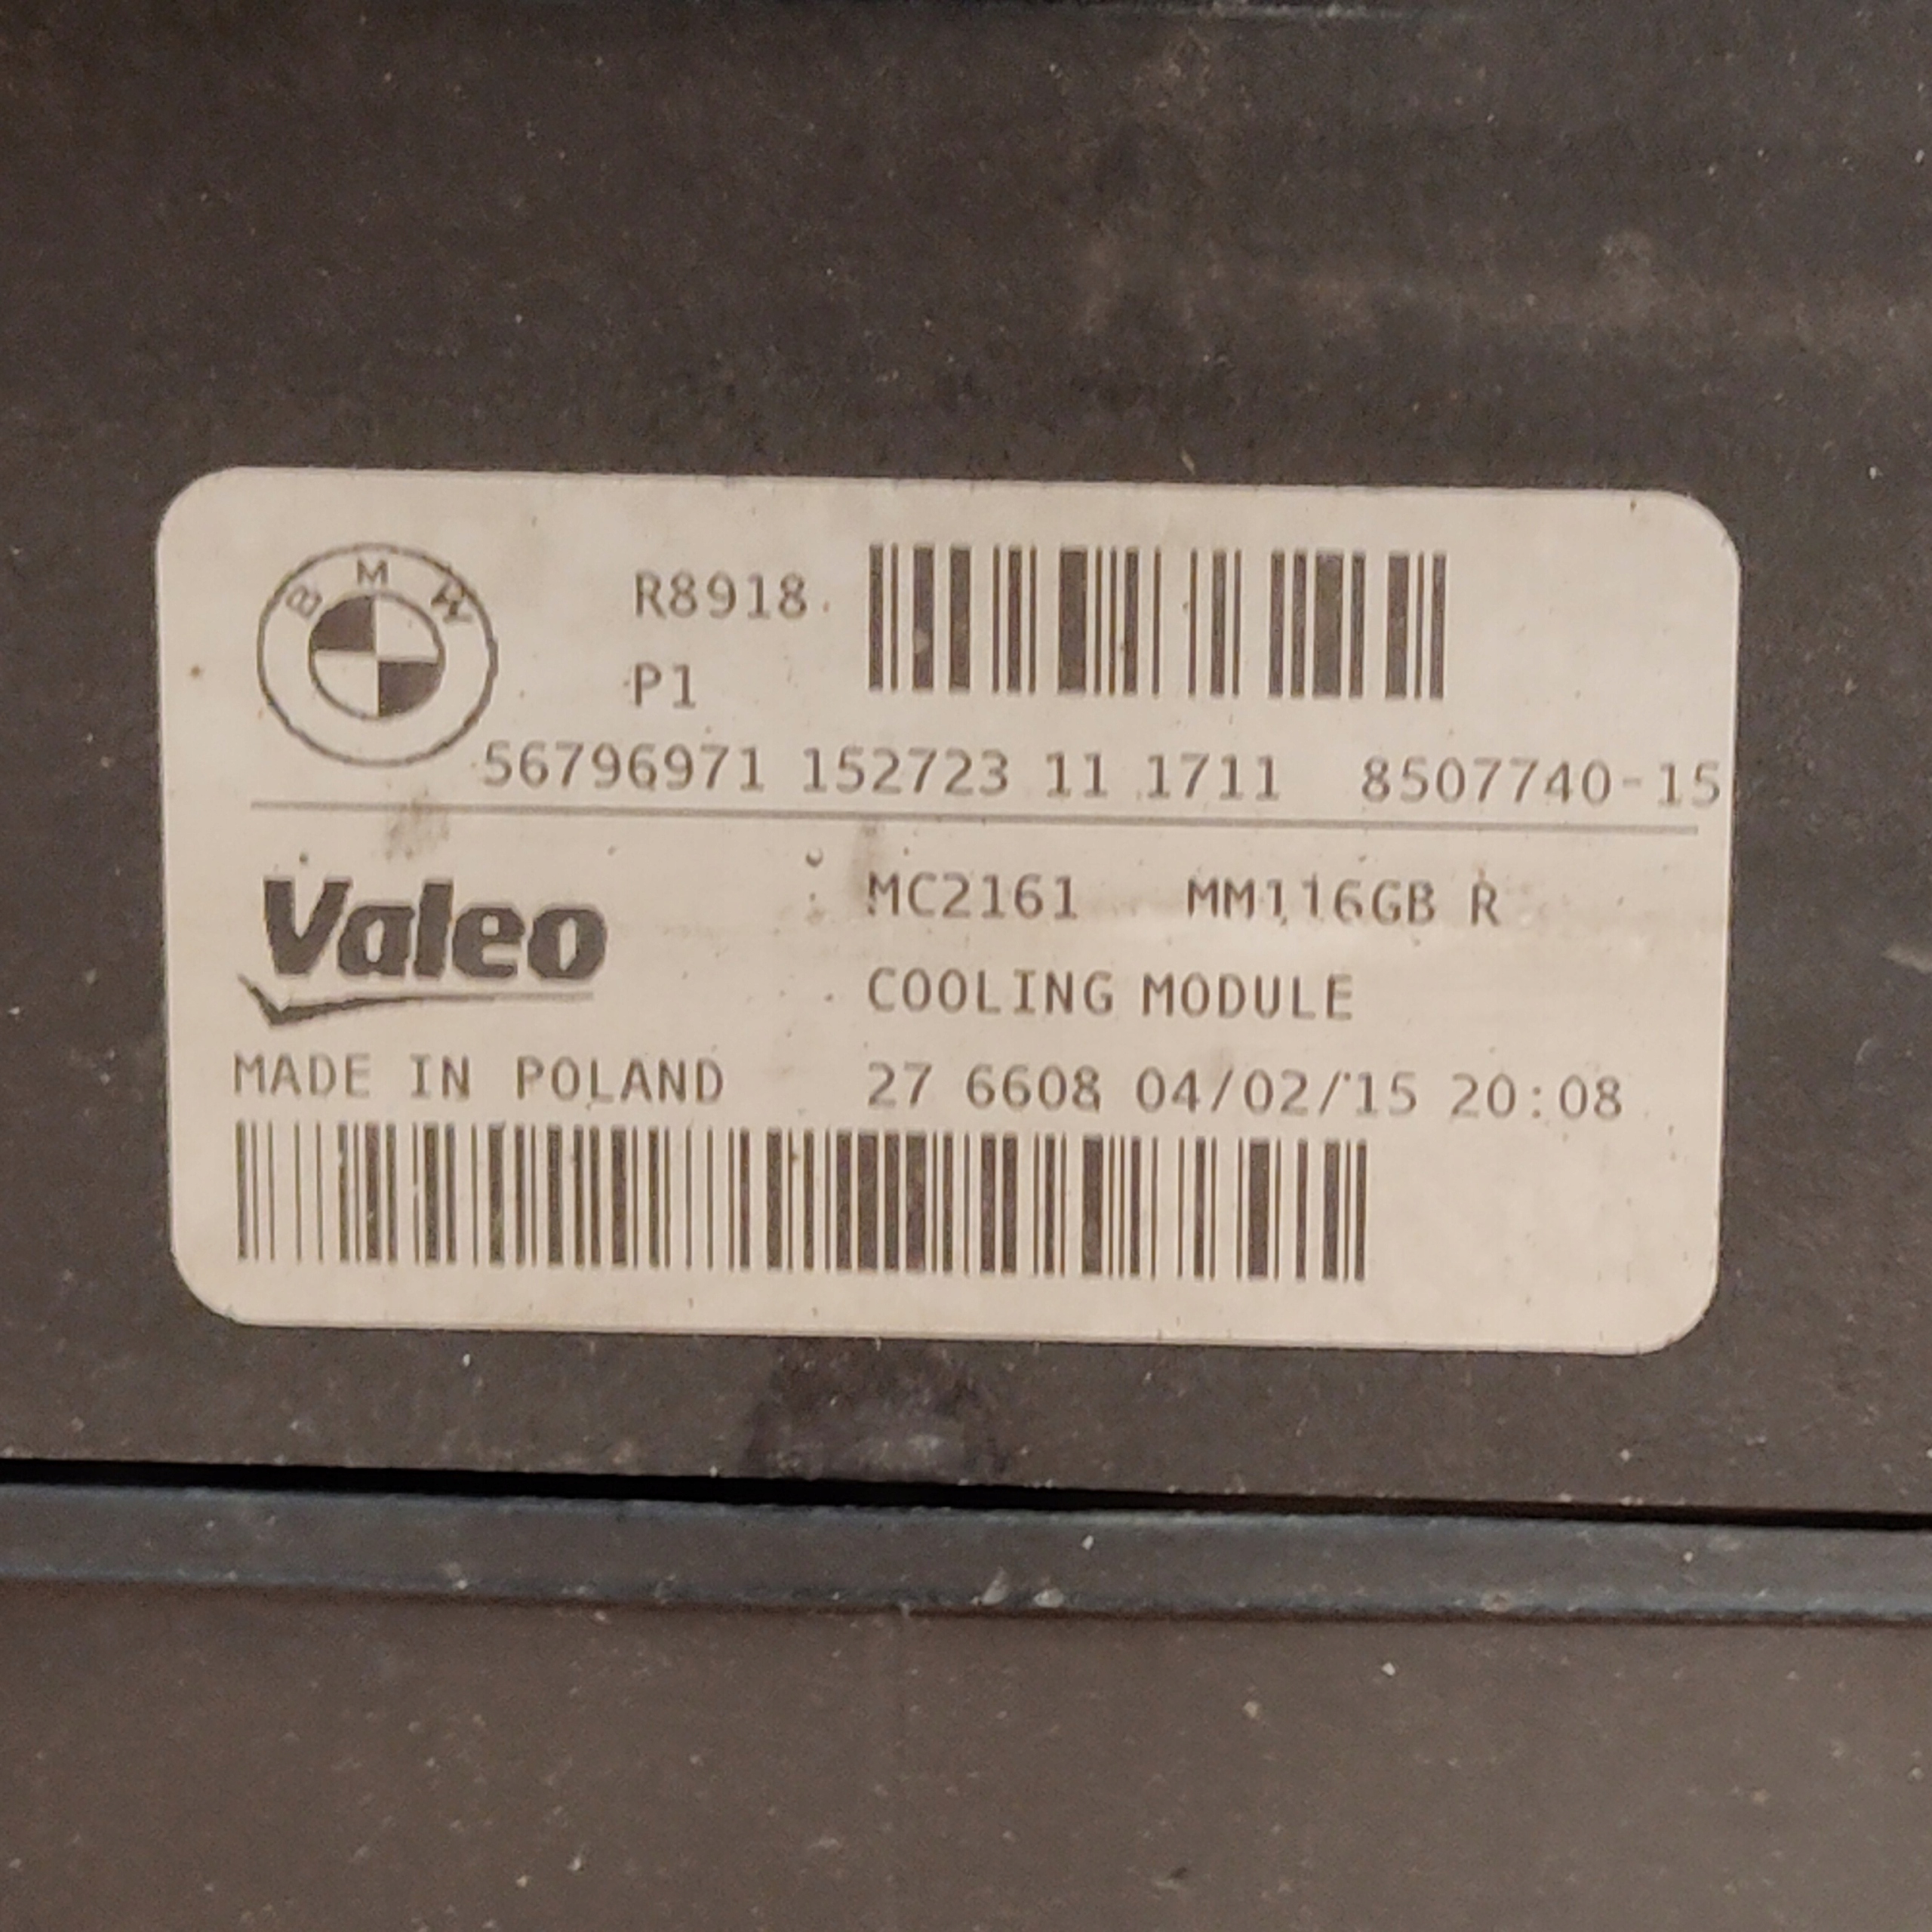 BMW
R8918
P1
56796971 152723 11 1711 8507740-15
Valeo
MC2161 MM116GB R
COOLING MODULE
MADE IN POLAND 27 6608 04/02/15 20:08